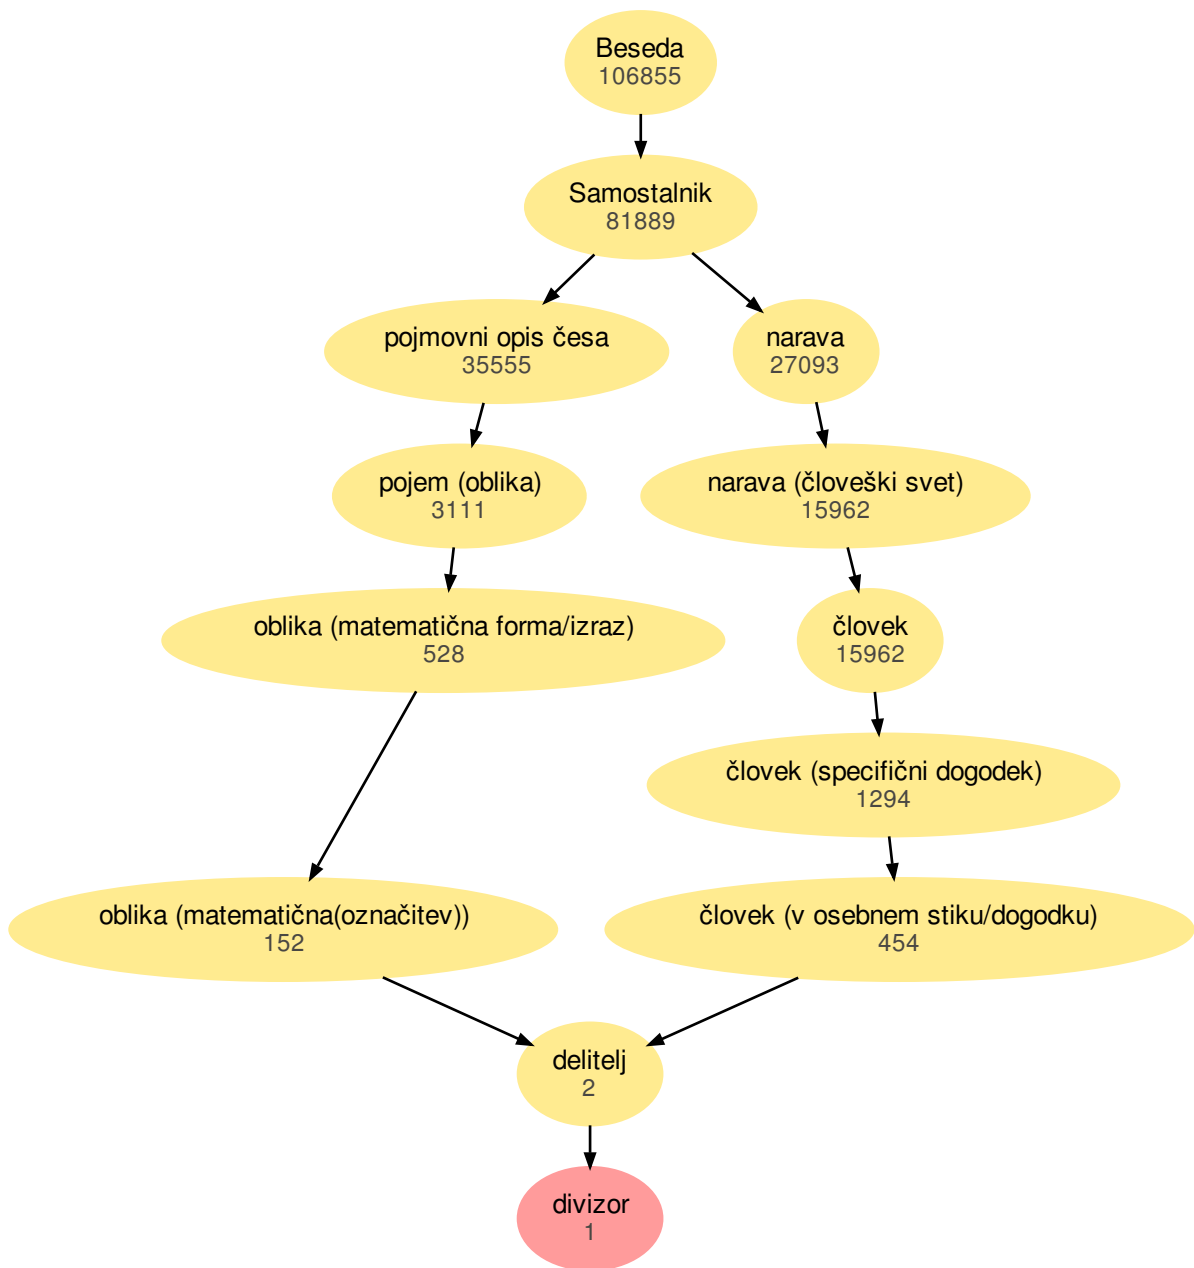 Beseda
106855
Samostalnik
81889
pojmovni opis česa
35555
narava
27093
pojem (oblika)
3111
narava (človeški svet)
15962
oblika (matematična forma/izraz)
528
človek
15962
človek (specifični dogodek)
1294
oblika (matematična(označitev))
152
človek (v osebnem stiku/dogodku)
454
delitelj
2
divizor
1